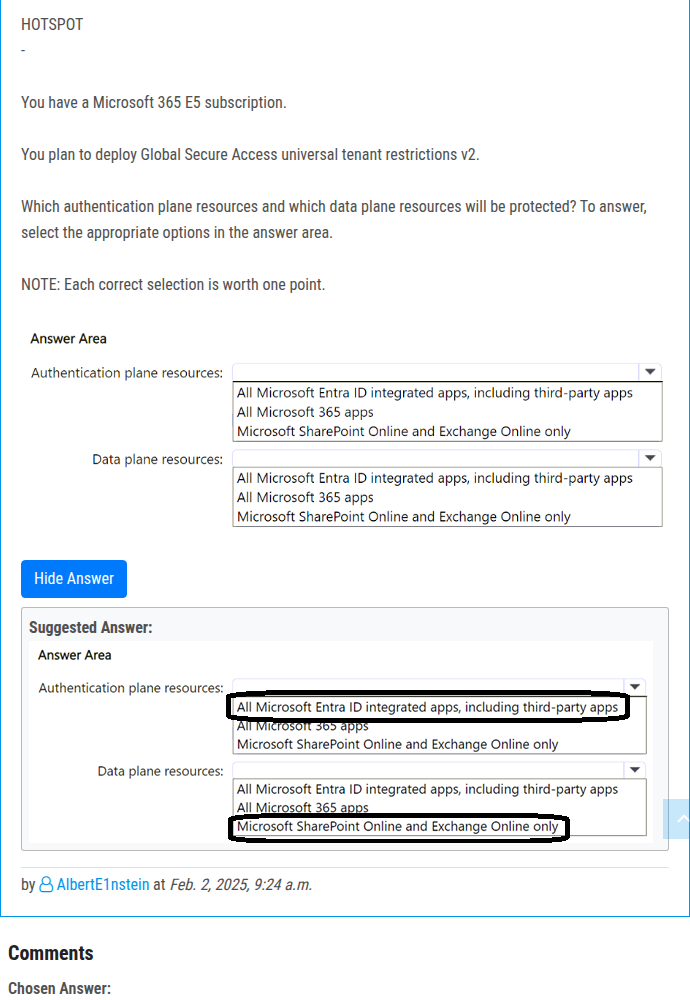 HOTSPOT
-
You have a Microsoft 365 E5 subscription.
You plan to deploy Global Secure Access universal tenant restrictions v2.
Which authentication plane resources and which data plane resources will be protected? To answer,
select the appropriate options in the answer area.
NOTE: Each correct selection is worth one point.
Answer Area
Authentication plane resources:
All Microsoft Entra ID integrated apps, including third-party apps
All Microsoft 365 apps
Microsoft SharePoint Online and Exchange Online only
Data plane resources:
All Microsoft Entra ID integrated apps, including third-party apps
All Microsoft 365 apps
Microsoft SharePoint Online and Exchange Online only
Hide Answer
Suggested Answer:
Answer Area
Authentication plane resources:
All Microsoft Entra ID integrated apps, including third-party apps
All Microsoft 365 apps
Microsoft SharePoint Online and Exchange Online only
Data plane resources:
All Microsoft Entra ID integrated apps, including third-party apps
All Microsoft 365 apps
Microsoft SharePoint Online and Exchange Online only
by AlbertE1nstein at Feb. 2, 2025, 9:24 a.m.
Comments
Chosen Answer: